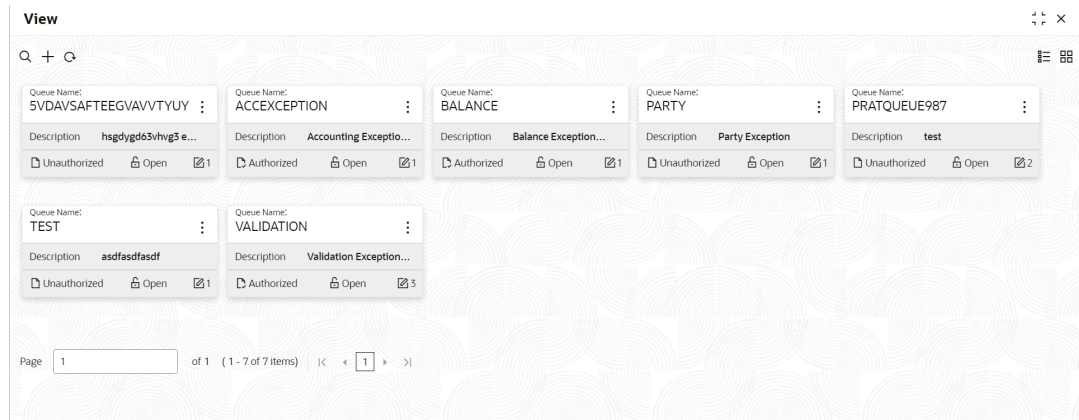 View
Queue Name:
5VDAVSAFTEEGVAVVTYUY
Description hsgdygd63vhvg3 e...
Unauthorized Open 1
Queue Name:
ACCEXCEPTION
Description Accounting Exceptio...
Authorized Open 1
Queue Name:
BALANCE
Description Balance Exception...
Authorized Open 1
Queue Name:
PARTY
Description Party Exception
Unauthorized Open 1
Queue Name:
PRATQUEUE987
Description test
Unauthorized Open 2
Queue Name:
TEST
Description asdfasdfasdf
Unauthorized Open 1
Queue Name:
VALIDATION
Description Validation Exception...
Authorized Open 3
Page 1 of 1 (1 - 7 of 7 items) 1